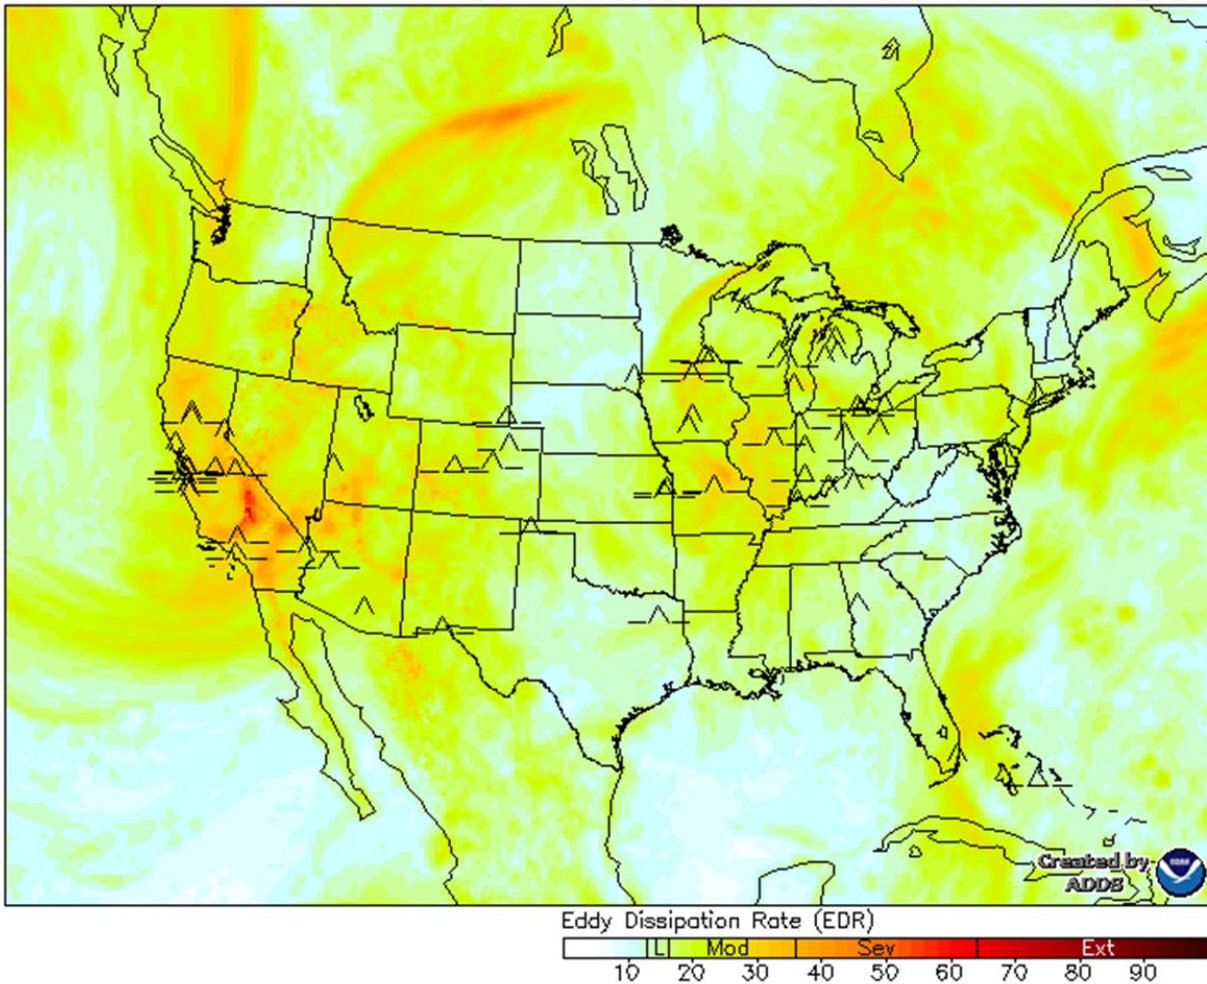 Created by
ADDS
Eddy Dissipation Rate (EDR)
L Mod Sev Ext
10 20 30 40 50 60 70 80 90